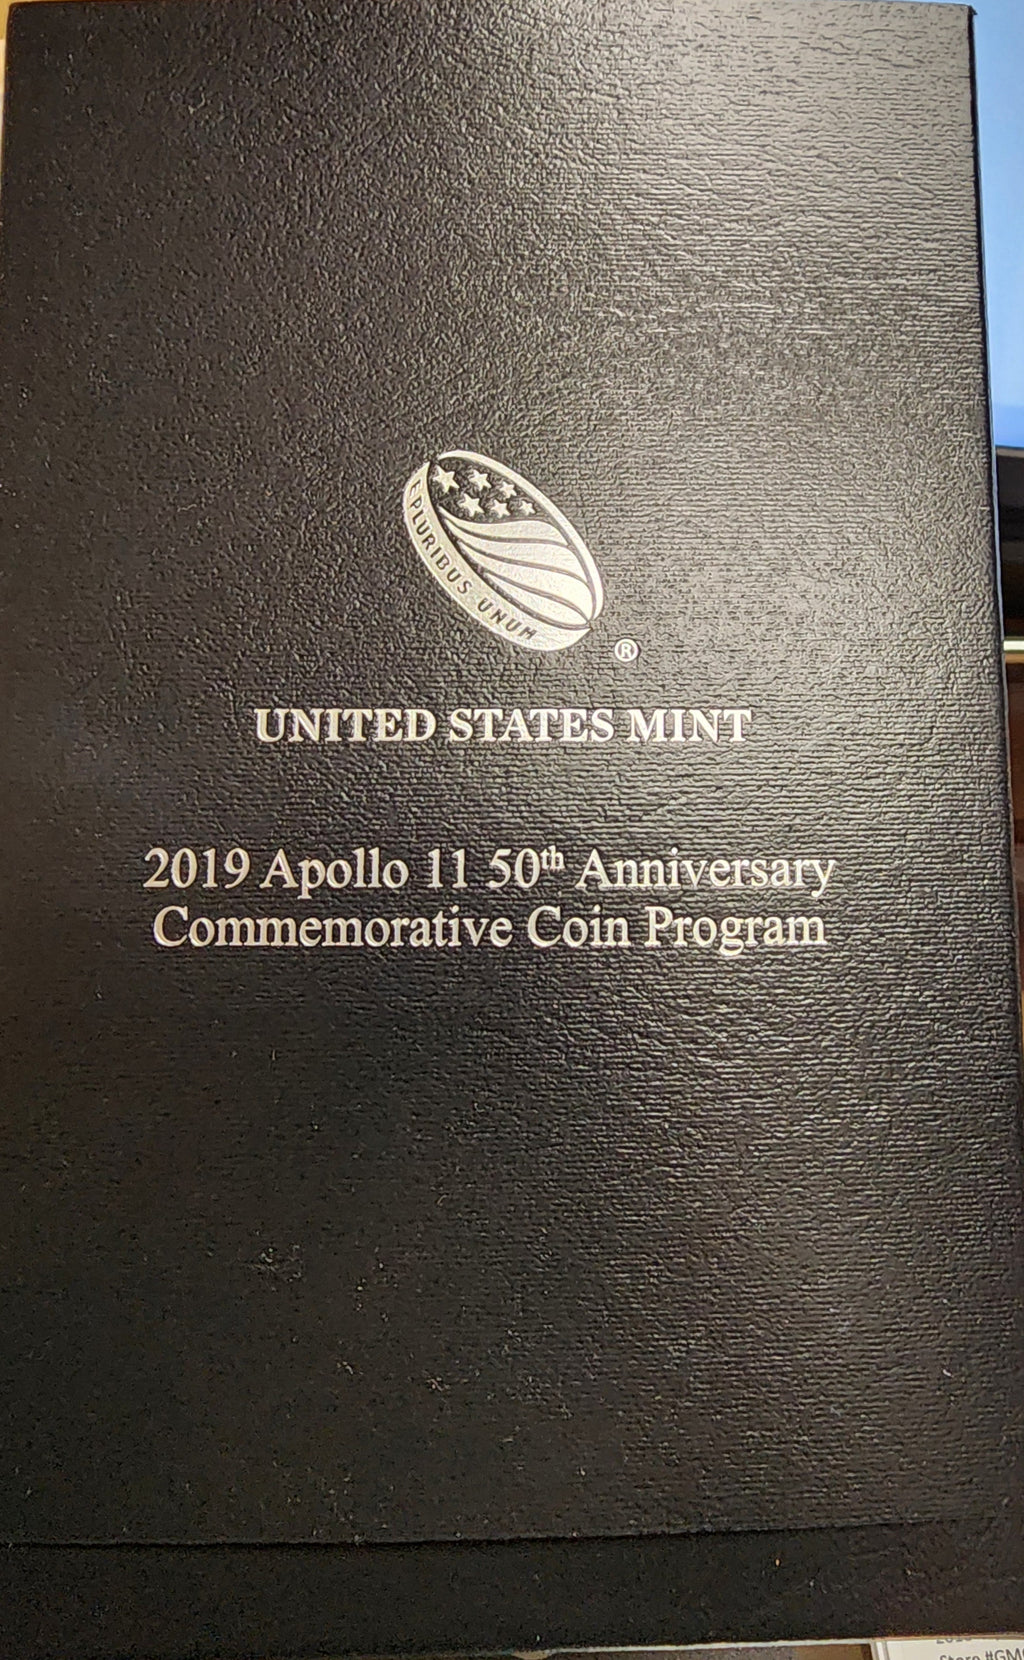 E PLURIBUS UNUM
®
UNITED STATES MINT
2019 Apollo 11 50th Anniversary
Commemorative Coin Program